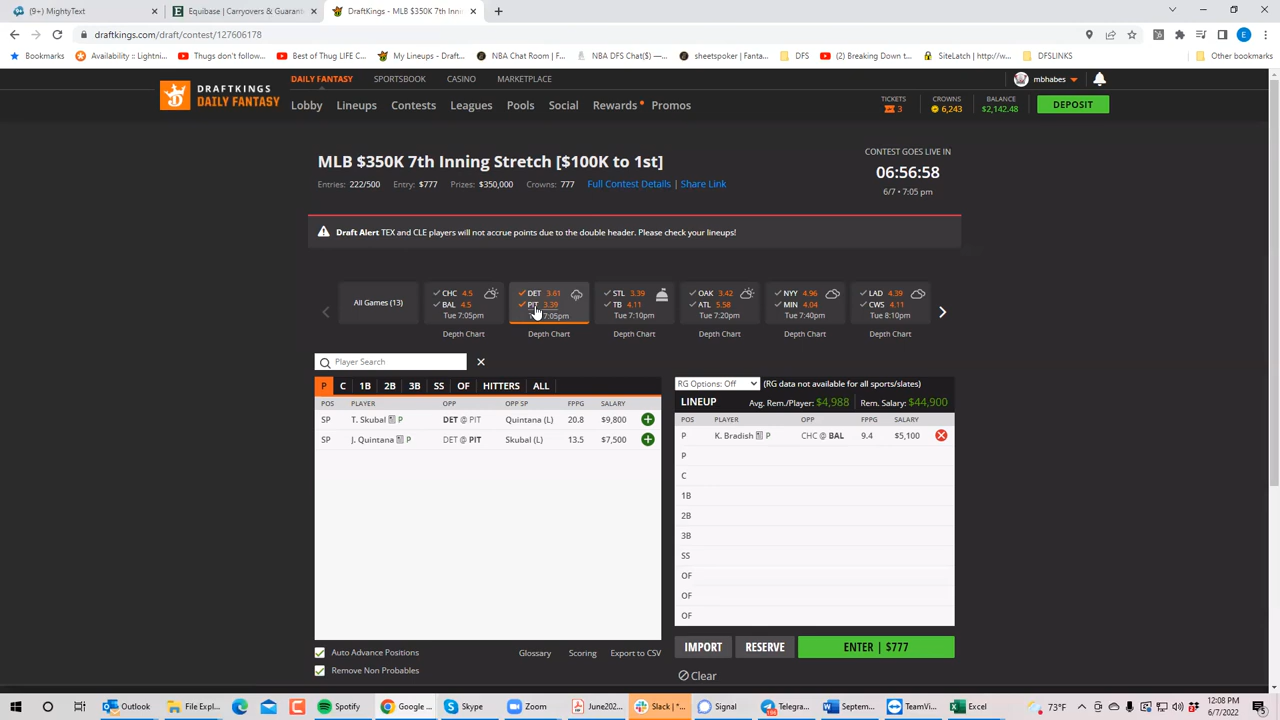 (9+) MightyText
Equibase | Carryovers & Guarant
DraftKings - MLB $350K 7th Innin
draftkings.com/draft/contest/127606178
Bookmarks
Availability :: Lightni...
Thugs don't follow...
Best of Thug LIFE C...
My Lineups - Draft...
NBA Chat Room | F...
NBA DFS Chat($) —...
sheetspoker | Fanta...
DFS
(2) Breaking Down t...
SiteLatch | http://w...
DFSLINKS
Other bookmarks
DRAFTKINGS
DAILY FANTASY
DAILY FANTASY SPORTSBOOK CASINO MARKETPLACE
mbhabes
Lobby Lineups Contests Leagues Pools Social Rewards Promos
TICKETS
3
CROWNS
6,243
BALANCE
$2,142.48
DEPOSIT
MLB $350K 7th Inning Stretch [$100K to 1st]
Entries: 222/500 Entry: $777 Prizes: $350,000 Crowns: 777 Full Contest Details | Share Link
CONTEST GOES LIVE IN
06:56:58
6/7 • 7:05 pm
Draft Alert TEX and CLE players will not accrue points due to the double header. Please check your lineups!
All Games (13)
CHC 4.5
BAL 4.5
Tue 7:05pm
Depth Chart
DET 3.61
PIT 3.39
7:05pm
Depth Chart
STL 3.39
TB 4.11
Tue 7:10pm
Depth Chart
OAK 3.42
ATL 5.58
Tue 7:20pm
Depth Chart
NYY 4.96
MIN 4.04
Tue 7:40pm
Depth Chart
LAD 4.39
CWS 4.11
Tue 8:10pm
Depth Chart
Player Search
P C 1B 2B 3B SS OF HITTERS ALL
POS PLAYER OPP OPP SP FPPG SALARY
SP T. Skubal P DET @ PIT Quintana (L) 20.8 $9,800
SP J. Quintana P DET @ PIT Skubal (L) 13.5 $7,500
RG Options: Off (RG data not available for all sports/slates)
LINEUP Avg. Rem./Player: $4,988 Rem. Salary: $44,900
POS PLAYER OPP FPPG SALARY
P K. Bradish P CHC @ BAL 9.4 $5,100
P
C
1B
2B
3B
SS
OF
OF
OF
Auto Advance Positions
Remove Non Probables
Glossary Scoring Export to CSV
IMPORT RESERVE ENTER | $777
Clear
Outlook
File Expl...
Spotify
Google ...
Skype
Zoom
June202...
Slack | "...
Signal
Telegra...
Septem...
TeamVi...
Excel
73°F
12:08 PM
6/7/2022